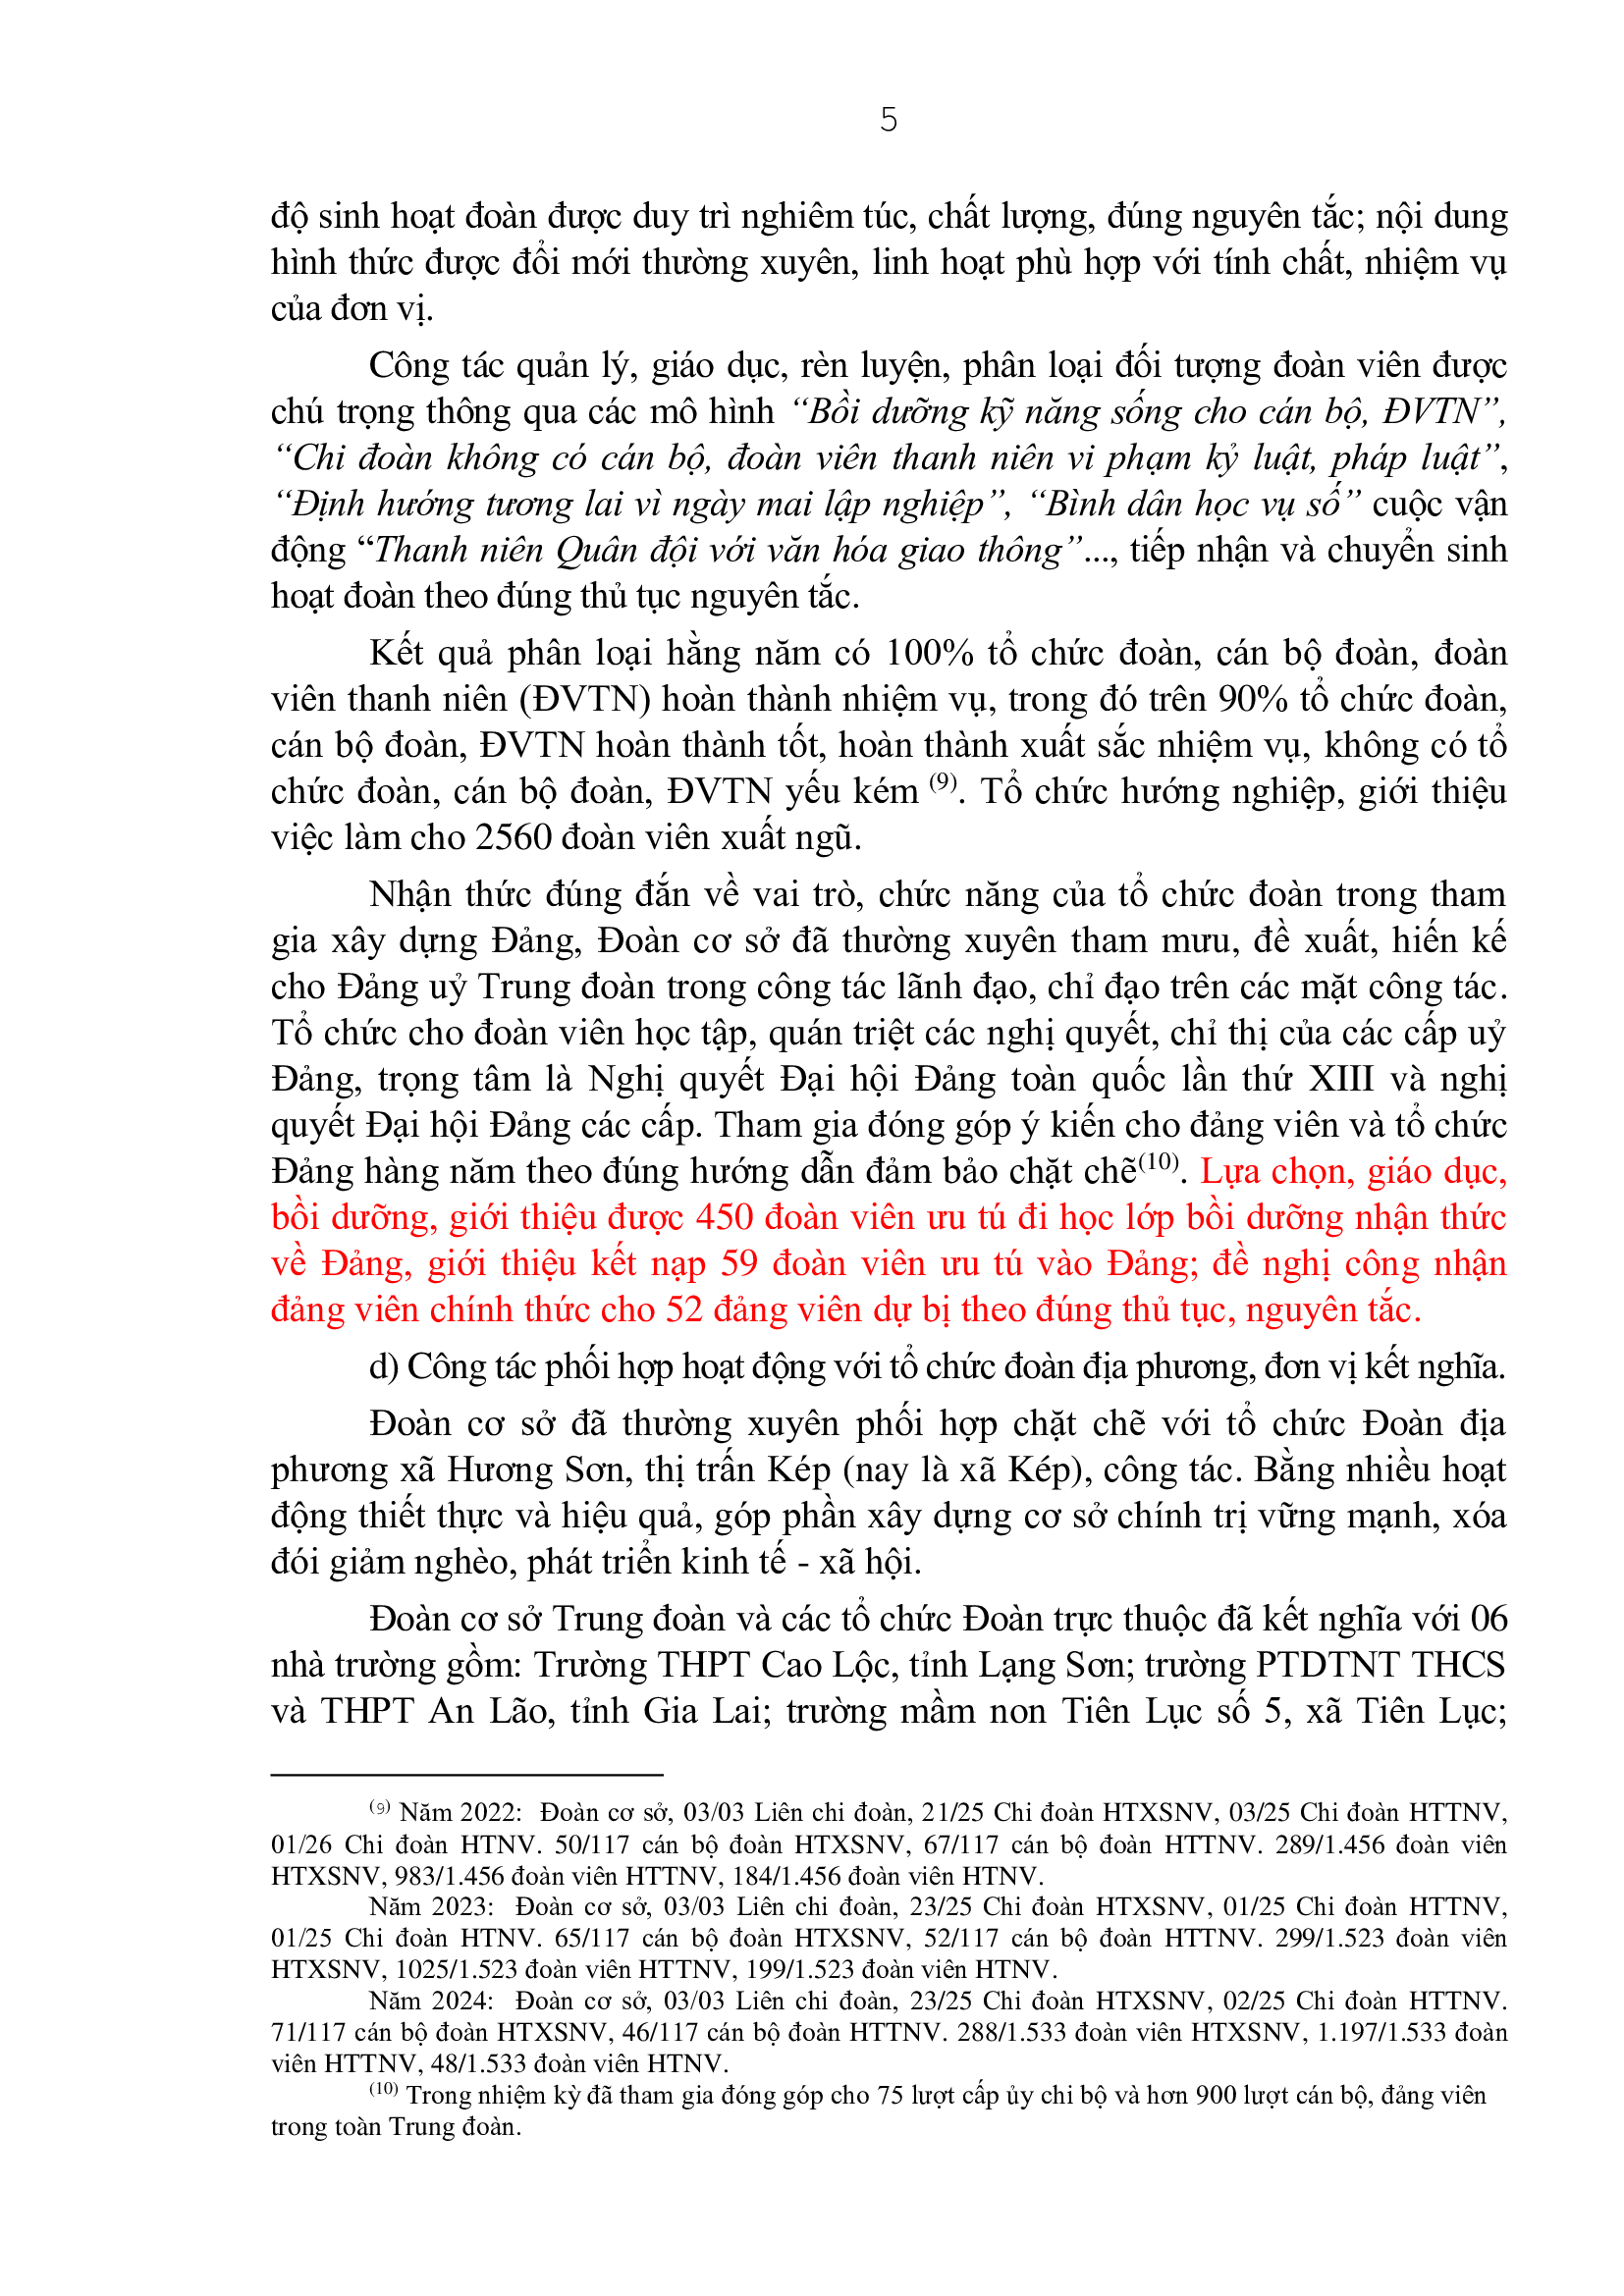 5
độ sinh hoạt đoàn được duy trì nghiêm túc, chất lượng, đúng nguyên tắc; nội dung
hình thức được đổi mới thường xuyên, linh hoạt phù hợp với tính chất, nhiệm vụ
của đơn vị.
Công tác quản lý, giáo dục, rèn luyện, phân loại đối tượng đoàn viên được
chú trọng thông qua các mô hình “Bồi dưỡng kỹ năng sống cho cán bộ, ĐVTN”,
“Chi đoàn không có cán bộ, đoàn viên thanh niên vi phạm kỷ luật, pháp luật”,
“Định hướng tương lai vì ngày mai lập nghiệp”, “Bình dân học vụ số” cuộc vận
động “Thanh niên Quân đội với văn hóa giao thông”..., tiếp nhận và chuyển sinh
hoạt đoàn theo đúng thủ tục nguyên tắc.
Kết quả phân loại hằng năm có 100% tổ chức đoàn, cán bộ đoàn, đoàn
viên thanh niên (ĐVTN) hoàn thành nhiệm vụ, trong đó trên 90% tổ chức đoàn,
cán bộ đoàn, ĐVTN hoàn thành tốt, hoàn thành xuất sắc nhiệm vụ, không có tổ
chức đoàn, cán bộ đoàn, ĐVTN yếu kém (9). Tổ chức hướng nghiệp, giới thiệu
việc làm cho 2560 đoàn viên xuất ngũ.
Nhận thức đúng đắn về vai trò, chức năng của tổ chức đoàn trong tham
gia xây dựng Đảng, Đoàn cơ sở đã thường xuyên tham mưu, đề xuất, hiến kế
cho Đảng uỷ Trung đoàn trong công tác lãnh đạo, chỉ đạo trên các mặt công tác.
Tổ chức cho đoàn viên học tập, quán triệt các nghị quyết, chỉ thị của các cấp uỷ
Đảng, trọng tâm là Nghị quyết Đại hội Đảng toàn quốc lần thứ XIII và nghị
quyết Đại hội Đảng các cấp. Tham gia đóng góp ý kiến cho đảng viên và tổ chức
Đảng hàng năm theo đúng hướng dẫn đảm bảo chặt chẽ(10). Lựa chọn, giáo dục,
bồi dưỡng, giới thiệu được 450 đoàn viên ưu tú đi học lớp bồi dưỡng nhận thức
về Đảng, giới thiệu kết nạp 59 đoàn viên ưu tú vào Đảng; đề nghị công nhận
đảng viên chính thức cho 52 đảng viên dự bị theo đúng thủ tục, nguyên tắc.
d) Công tác phối hợp hoạt động với tổ chức đoàn địa phương, đơn vị kết nghĩa.
Đoàn cơ sở đã thường xuyên phối hợp chặt chẽ với tổ chức Đoàn địa
phương xã Hương Sơn, thị trấn Kép (nay là xã Kép), công tác. Bằng nhiều hoạt
động thiết thực và hiệu quả, góp phần xây dựng cơ sở chính trị vững mạnh, xóa
đói giảm nghèo, phát triển kinh tế - xã hội.
Đoàn cơ sở Trung đoàn và các tổ chức Đoàn trực thuộc đã kết nghĩa với 06
nhà trường gồm: Trường THPT Cao Lộc, tỉnh Lạng Sơn; trường PTDTNT THCS
và THPT An Lão, tỉnh Gia Lai; trường mầm non Tiên Lục số 5, xã Tiên Lục;
(9) Năm 2022: Đoàn cơ sở, 03/03 Liên chi đoàn, 21/25 Chi đoàn HTXSNV, 03/25 Chi đoàn HTTNV,
01/26 Chi đoàn HTNV. 50/117 cán bộ đoàn HTXSNV, 67/117 cán bộ đoàn HTTNV. 289/1.456 đoàn viên
HTXSNV, 983/1.456 đoàn viên HTTNV, 184/1.456 đoàn viên HTNV.
Năm 2023: Đoàn cơ sở, 03/03 Liên chi đoàn, 23/25 Chi đoàn HTXSNV, 01/25 Chi đoàn HTTNV,
01/25 Chi đoàn HTNV. 65/117 cán bộ đoàn HTXSNV, 52/117 cán bộ đoàn HTTNV. 299/1.523 đoàn viên
HTXSNV, 1025/1.523 đoàn viên HTTNV, 199/1.523 đoàn viên HTNV.
Năm 2024: Đoàn cơ sở, 03/03 Liên chi đoàn, 23/25 Chi đoàn HTXSNV, 02/25 Chi đoàn HTTNV.
71/117 cán bộ đoàn HTXSNV, 46/117 cán bộ đoàn HTTNV. 288/1.533 đoàn viên HTXSNV, 1.197/1.533 đoàn
viên HTTNV, 48/1.533 đoàn viên HTNV.
(10) Trong nhiệm kỳ đã tham gia đóng góp cho 75 lượt cấp ủy chi bộ và hơn 900 lượt cán bộ, đảng viên
trong toàn Trung đoàn.